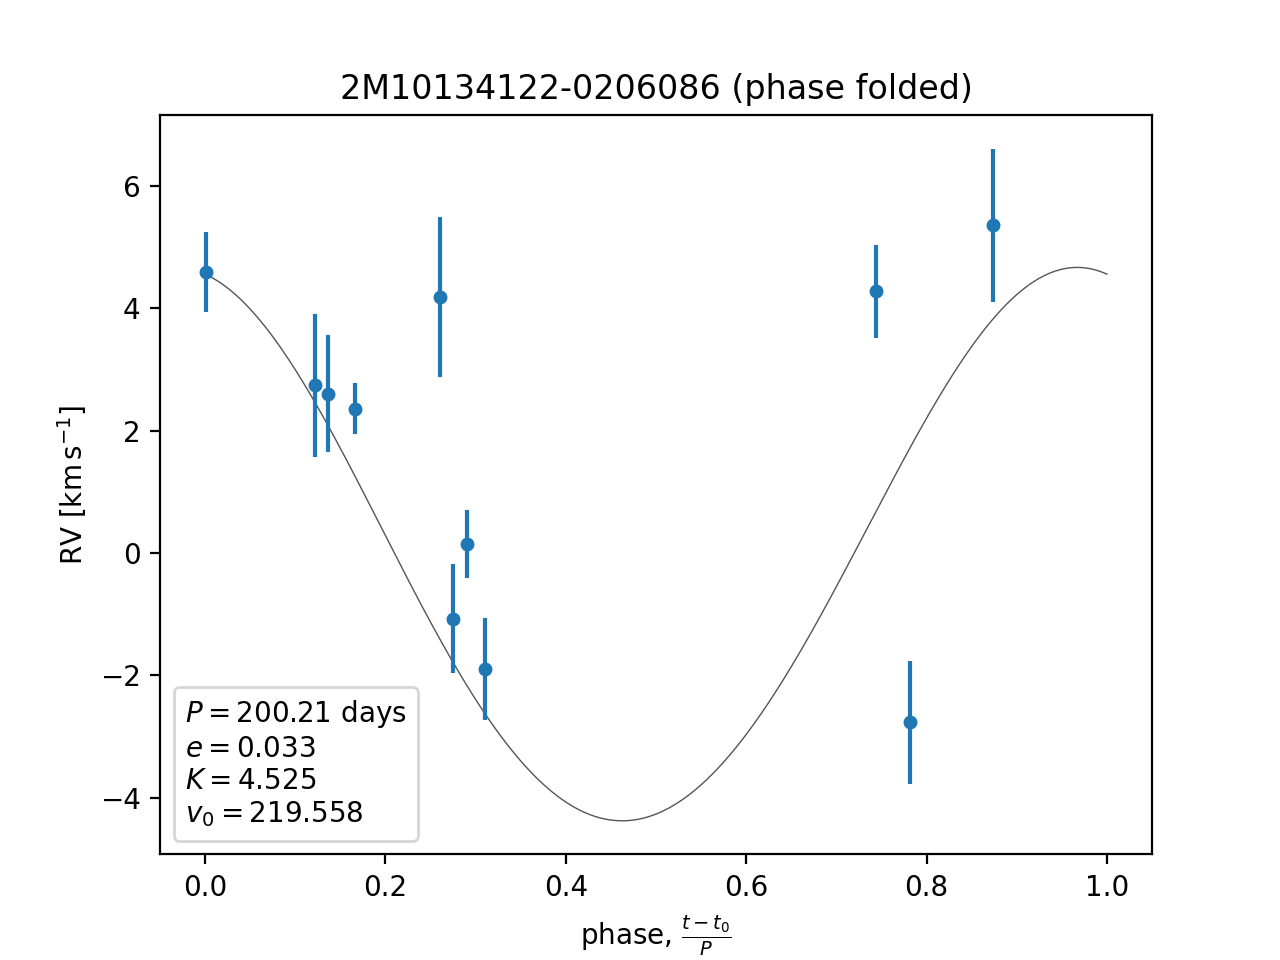 2M10134122-0206086 (phase folded)
RV [km s⁻¹]
6
4
2
0
−2
−4
P = 200.21 days
e = 0.033
K = 4.525
v₀ = 219.558
0.0 0.2 0.4 0.6 0.8 1.0
phase, (t − t₀)/P